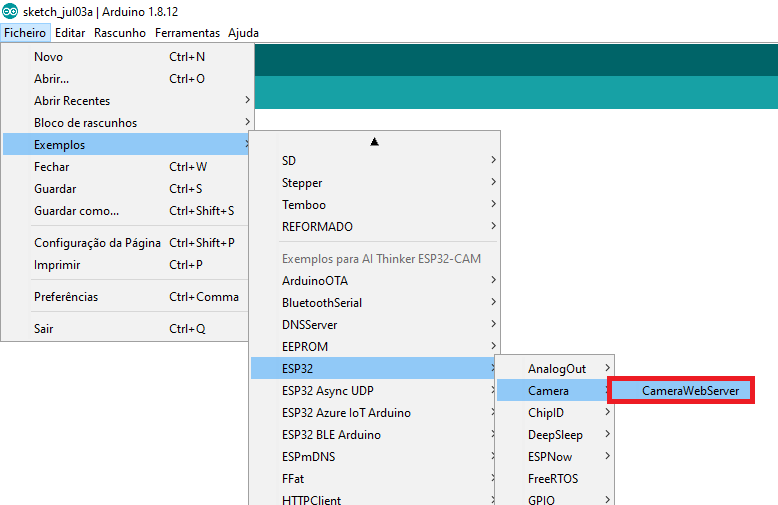 sketch_jul03a | Arduino 1.8.12
Ficheiro Editar Rascunho Ferramentas Ajuda
Novo Ctrl+N
Abrir... Ctrl+O
Abrir Recentes
Bloco de rascunhos
Exemplos
Fechar Ctrl+W
Guardar Ctrl+S
Guardar como... Ctrl+Shift+S
Configuração da Página Ctrl+Shift+P
Imprimir Ctrl+P
Preferências Ctrl+Comma
Sair Ctrl+Q
SD
Stepper
Temboo
REFORMADO
Exemplos para AI Thinker ESP32-CAM
ArduinoOTA
BluetoothSerial
DNSServer
EEPROM
ESP32
ESP32 Async UDP
ESP32 Azure IoT Arduino
ESP32 BLE Arduino
ESPmDNS
FFat
HTTPClient
AnalogOut
Camera
ChipID
DeepSleep
ESPNow
FreeRTOS
GPIO
CameraWebServer